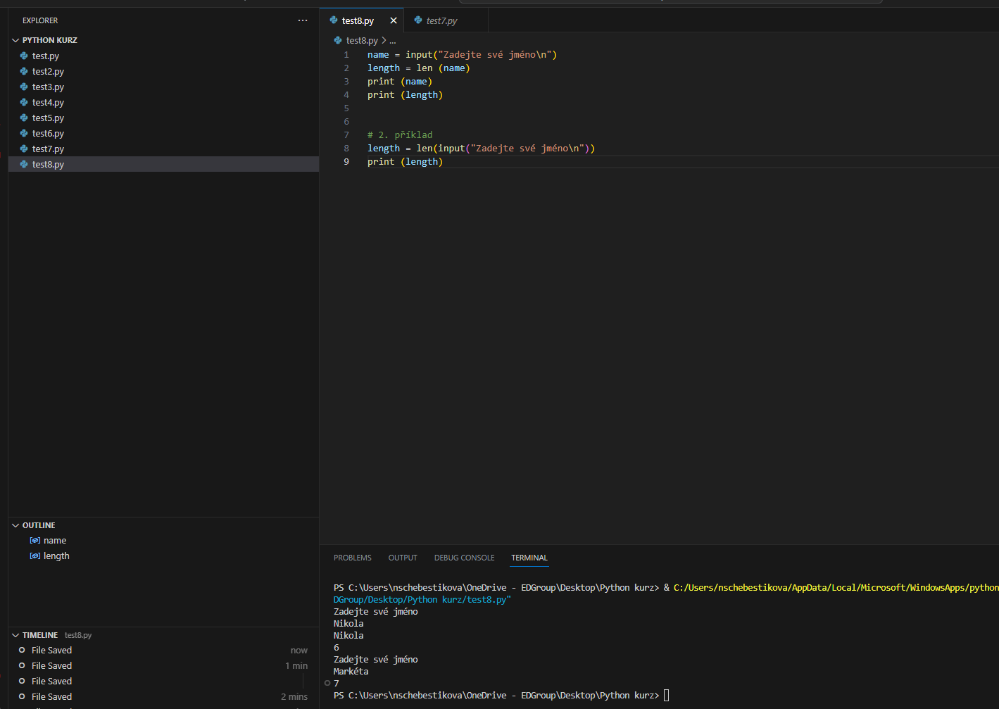 EXPLORER
···
PYTHON KURZ
test.py
test2.py
test3.py
test4.py
test5.py
test6.py
test7.py
test8.py
OUTLINE
name
length
TIMELINE test8.py
File Saved now
File Saved 1 min
File Saved
File Saved 2 mins
test8.py
test7.py
test8.py > ...
1 name = input("Zadejte své jméno\n")
2 length = len (name)
3 print (name)
4 print (length)
5
6
7 # 2. příklad
8 length = len(input("Zadejte své jméno\n"))
9 print (length)
PROBLEMS OUTPUT DEBUG CONSOLE TERMINAL
PS C:\Users\nschebestikova\OneDrive - EDGroup\Desktop\Python kurz> & C:/Users/nschebestikova/AppData/Local/Microsoft/WindowsApps/python
DGroup/Desktop/Python kurz/test8.py"
Zadejte své jméno
Nikola
Nikola
6
Zadejte své jméno
Markéta
7
PS C:\Users\nschebestikova\OneDrive - EDGroup\Desktop\Python kurz>